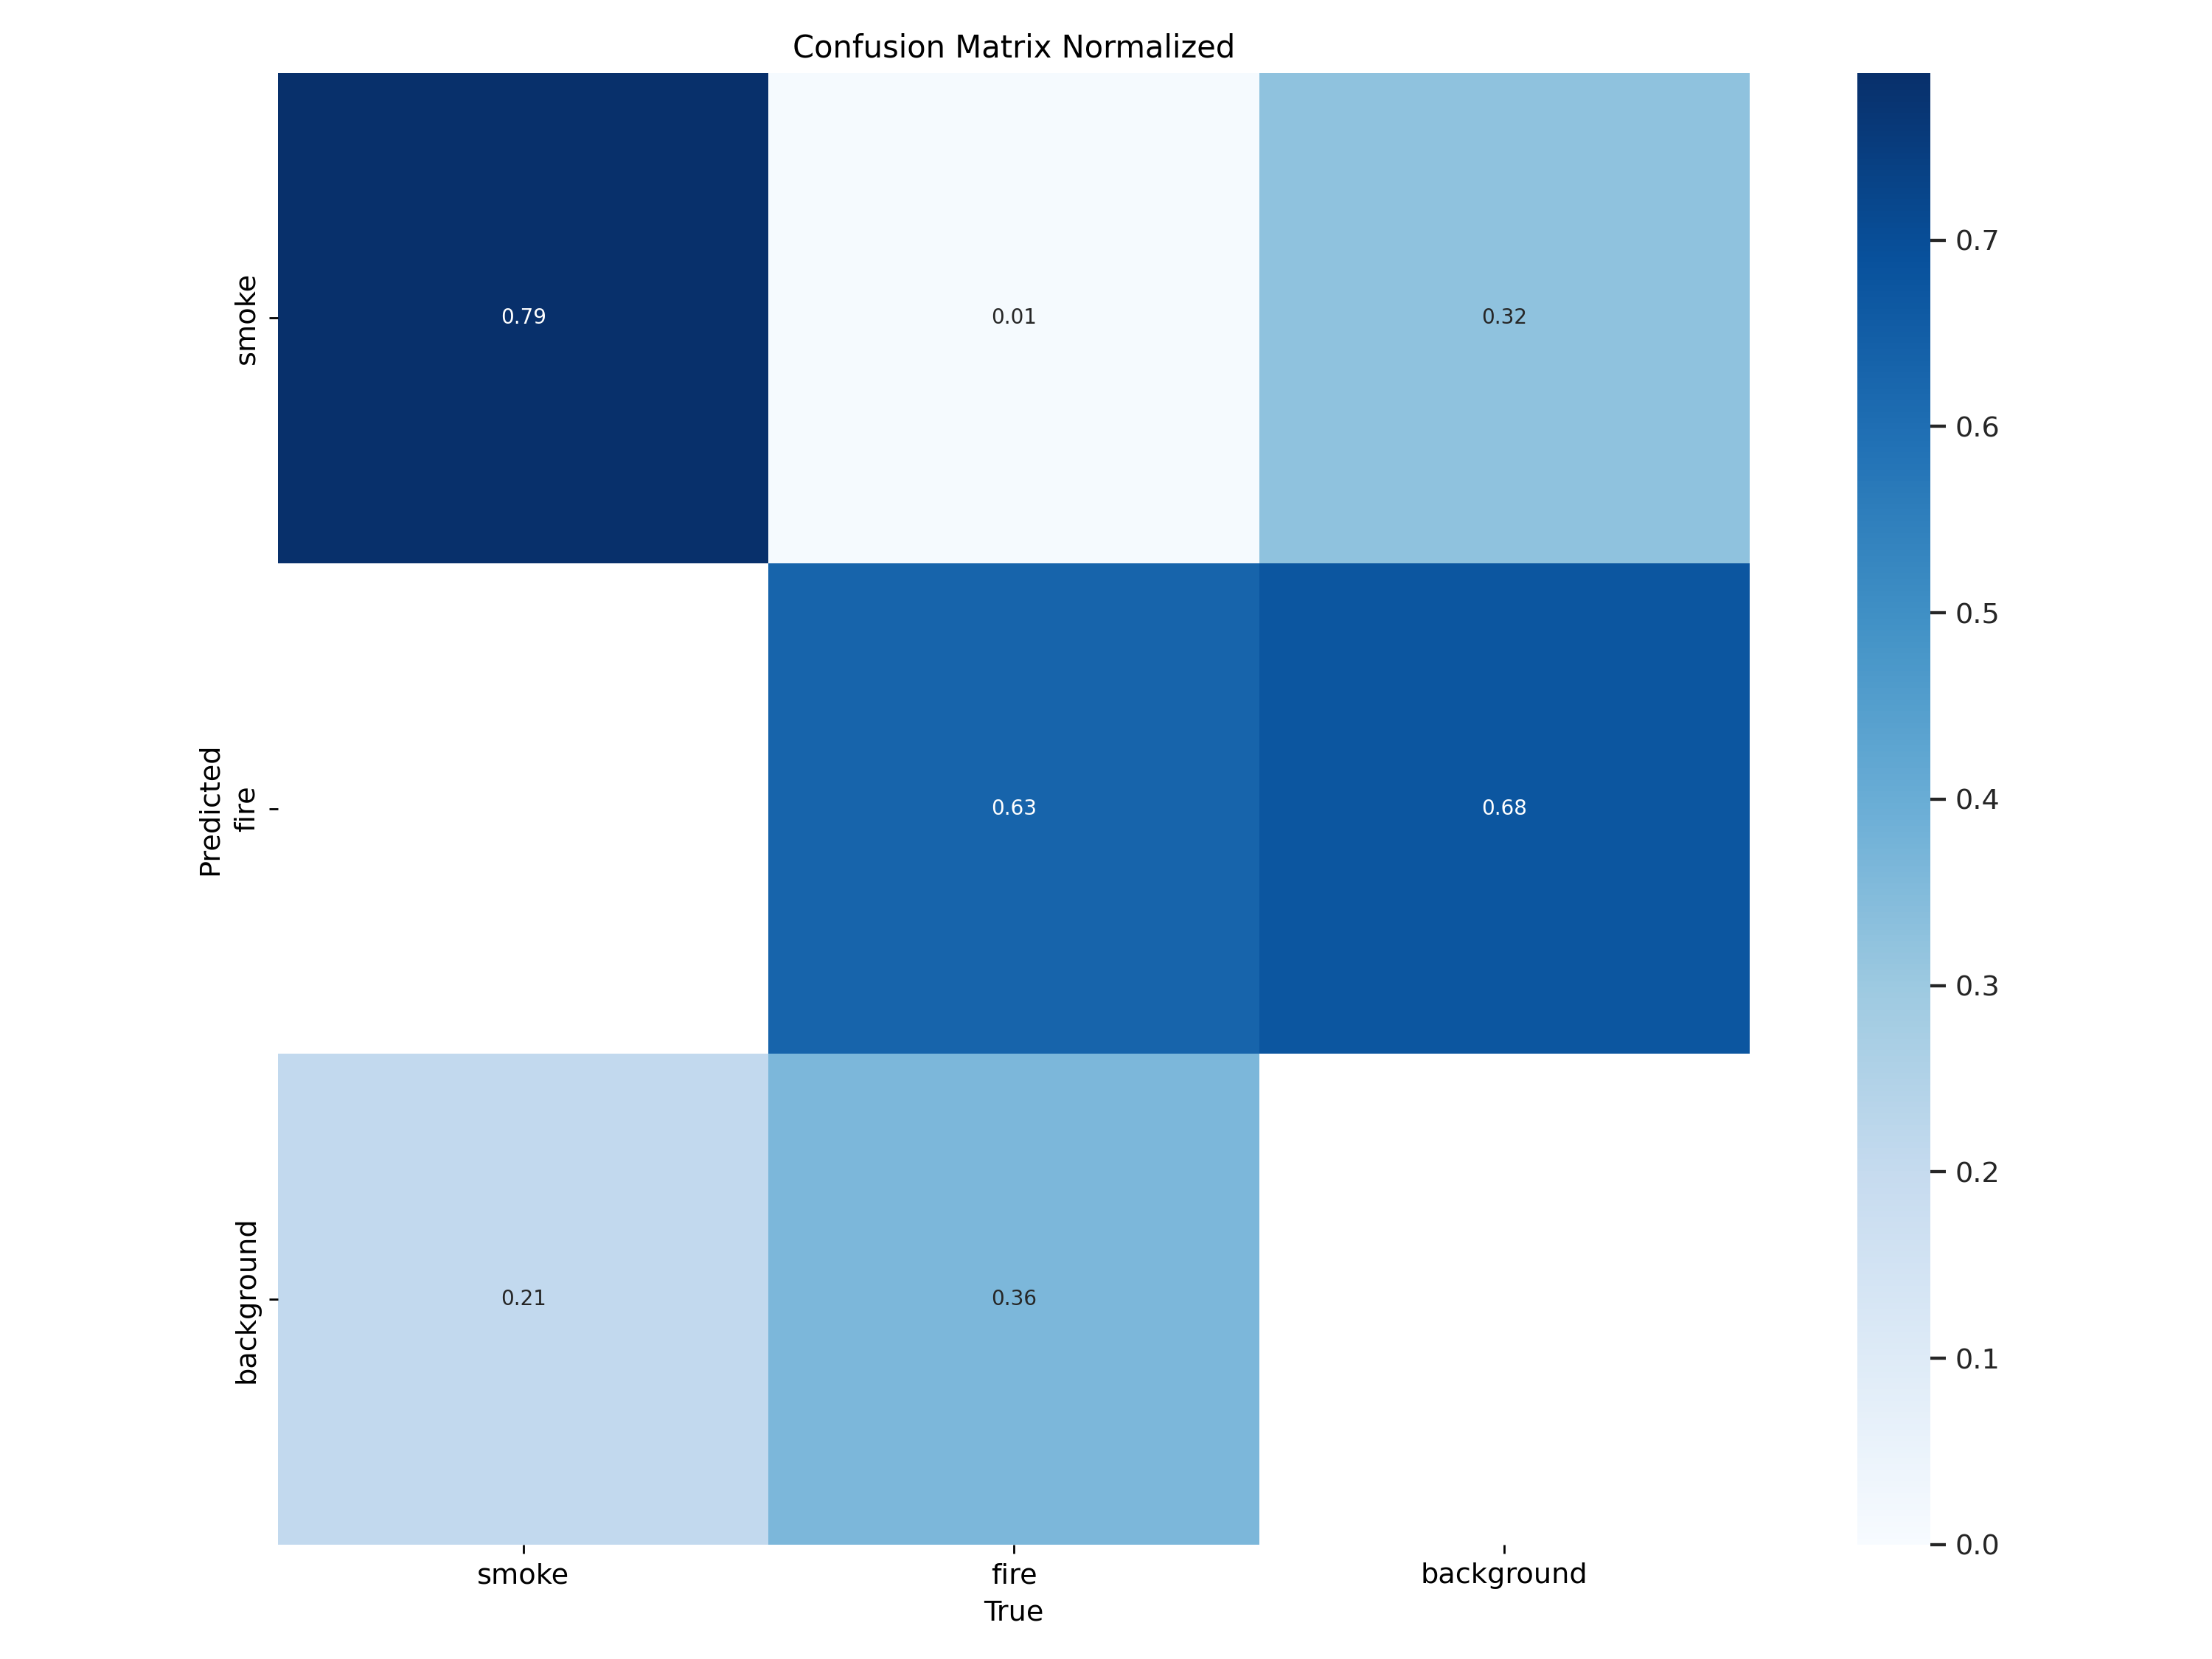 Confusion Matrix Normalized
Predicted
smoke
0.79
0.01
0.32
fire
0.63
0.68
background
0.21
0.36
smoke
fire
background
True
0.7
0.6
0.5
0.4
0.3
0.2
0.1
0.0